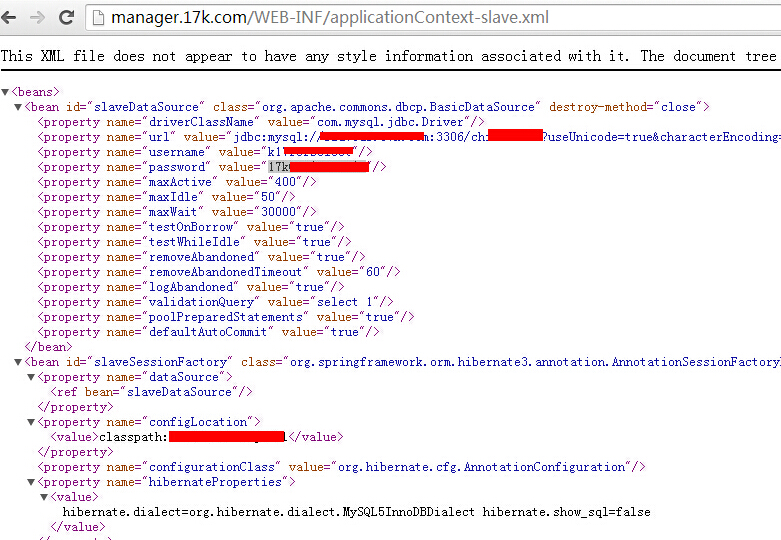 manager.17k.com/WEB-INF/applicationContext-slave.xml
This XML file does not appear to have any style information associated with it. The document tree
▼<beans>
▼<bean id="slaveDataSource" class="org.apache.commons.dbcp.BasicDataSource" destroy-method="close">
<property name="driverClassName" value="com.mysql.jdbc.Driver"/>
<property name="url" value="jdbc:mysql:// :3306/ch ?useUnicode=true&characterEncoding=
<property name="username" value="k1 "/>
<property name="password" value="17k "/>
<property name="maxActive" value="400"/>
<property name="maxIdle" value="50"/>
<property name="maxWait" value="30000"/>
<property name="testOnBorrow" value="true"/>
<property name="testWhileIdle" value="true"/>
<property name="removeAbandoned" value="true"/>
<property name="removeAbandonedTimeout" value="60"/>
<property name="logAbandoned" value="true"/>
<property name="validationQuery" value="select 1"/>
<property name="poolPreparedStatements" value="true"/>
<property name="defaultAutoCommit" value="true"/>
</bean>
▼<bean id="slaveSessionFactory" class="org.springframework.orm.hibernate3.annotation.AnnotationSessionFactory
▼<property name="dataSource">
<ref bean="slaveDataSource"/>
</property>
▼<property name="configLocation">
<value>classpath: </value>
</property>
<property name="configurationClass" value="org.hibernate.cfg.AnnotationConfiguration"/>
▼<property name="hibernateProperties">
▼<value>
hibernate.dialect=org.hibernate.dialect.MySQL5InnoDBDialect hibernate.show_sql=false
</value>